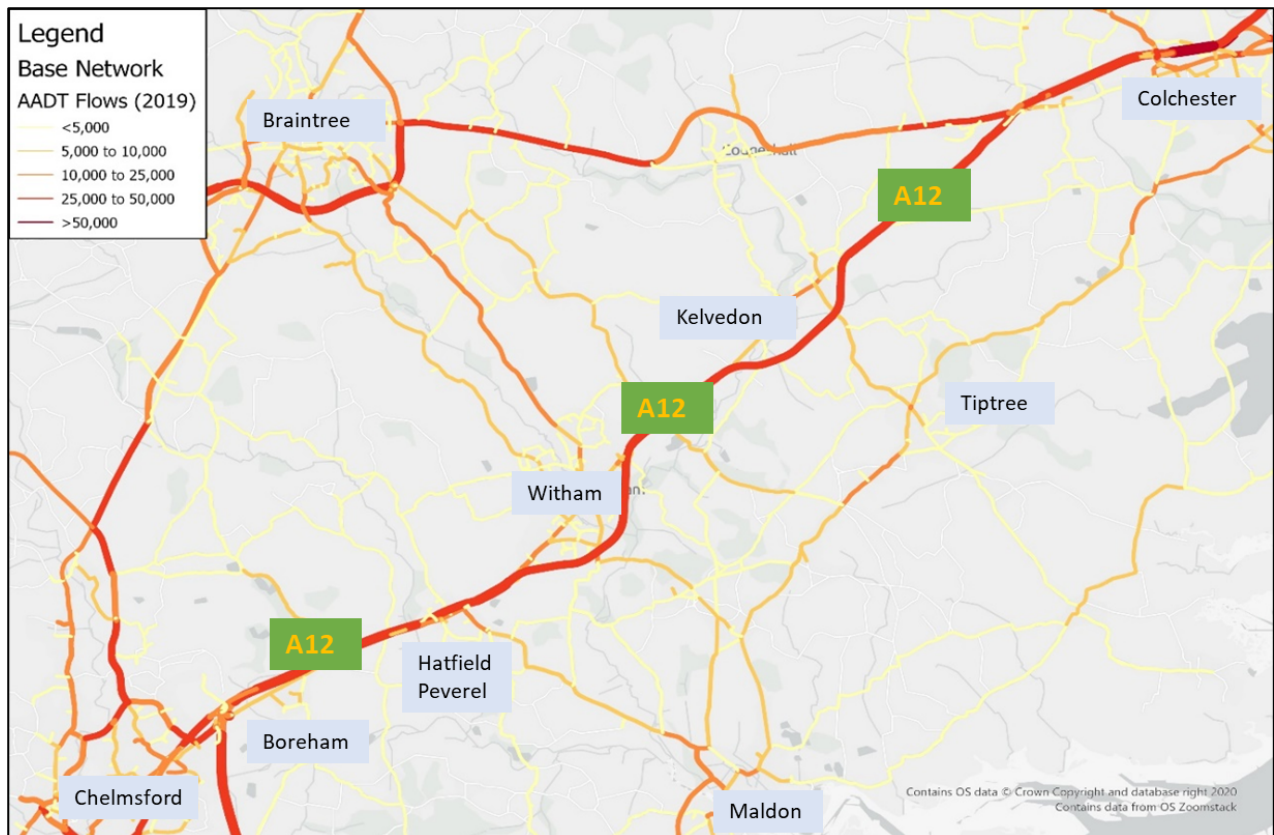 Legend
Base Network
AADT Flows (2019)
<5,000
5,000 to 10,000
10,000 to 25,000
25,000 to 50,000
>50,000
Colchester
Braintree
A12
Kelvedon
A12
Tiptree
Witham
A12
Hatfield
Peverel
Boreham
Chelmsford
Maldon
Contains OS data © Crown Copyright and database right 2020
Contains data from OS Zoomstack